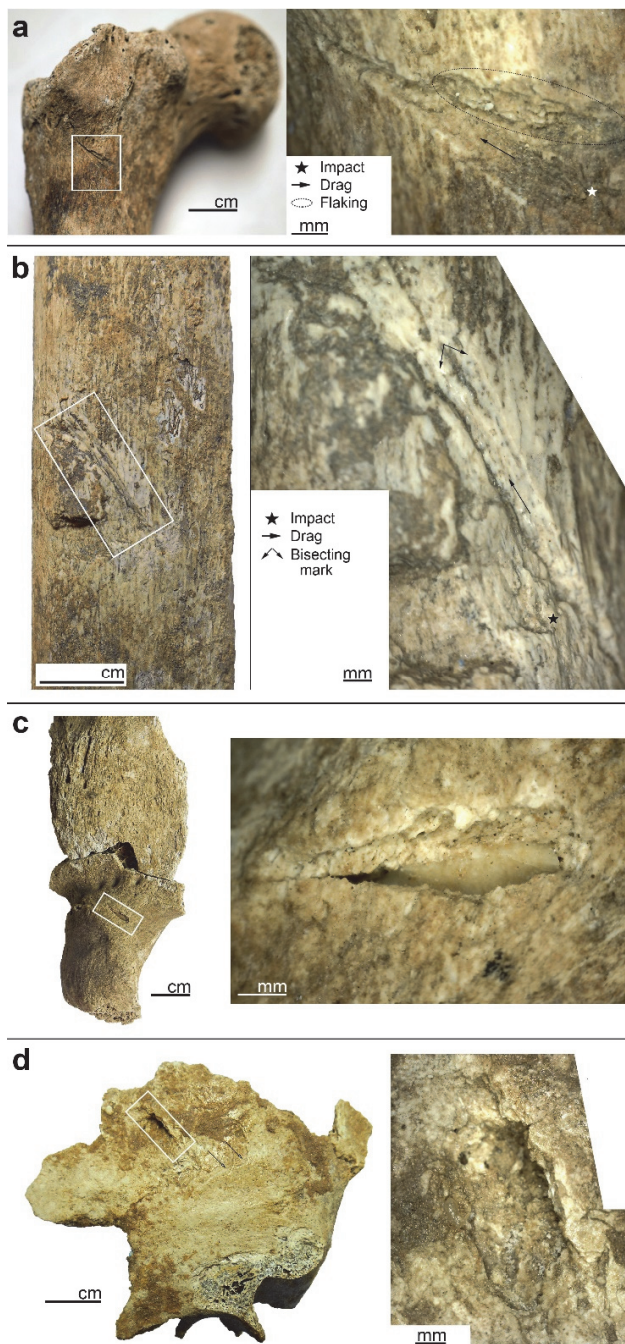 a
cm
★ Impact
→ Drag
Flaking
mm
b
cm
★ Impact
→ Drag
Bisecting
mark
mm
c
cm
mm
d
cm
mm